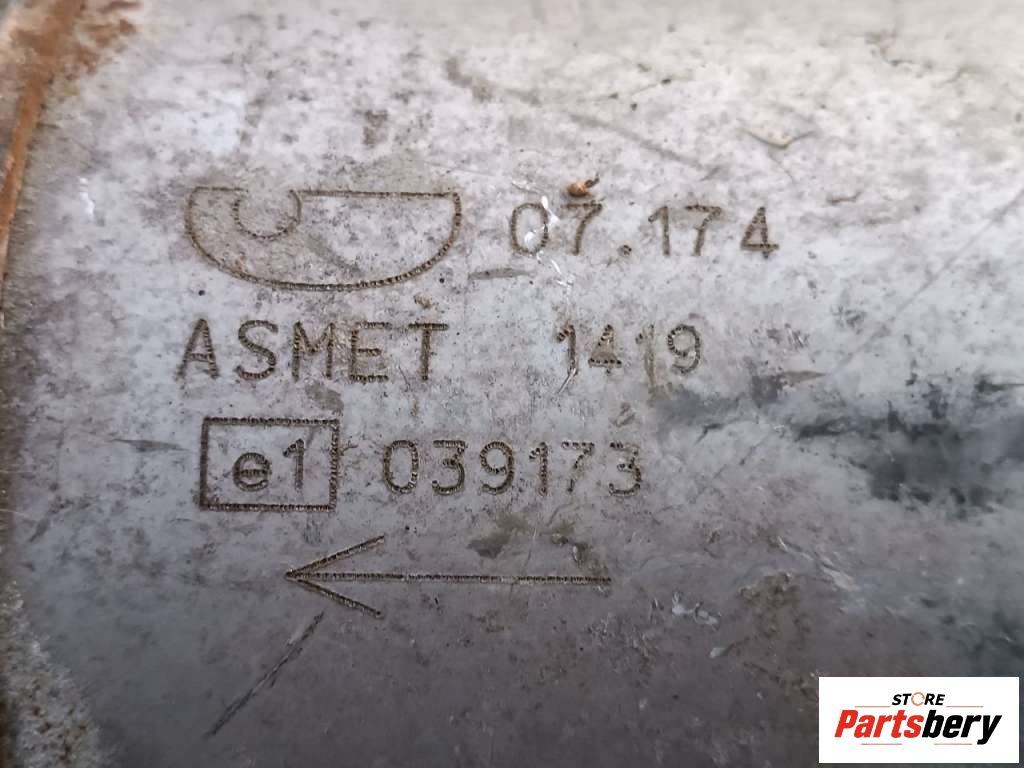 07.174
ASMET 1419
e1 039173
STORE
Partsbery